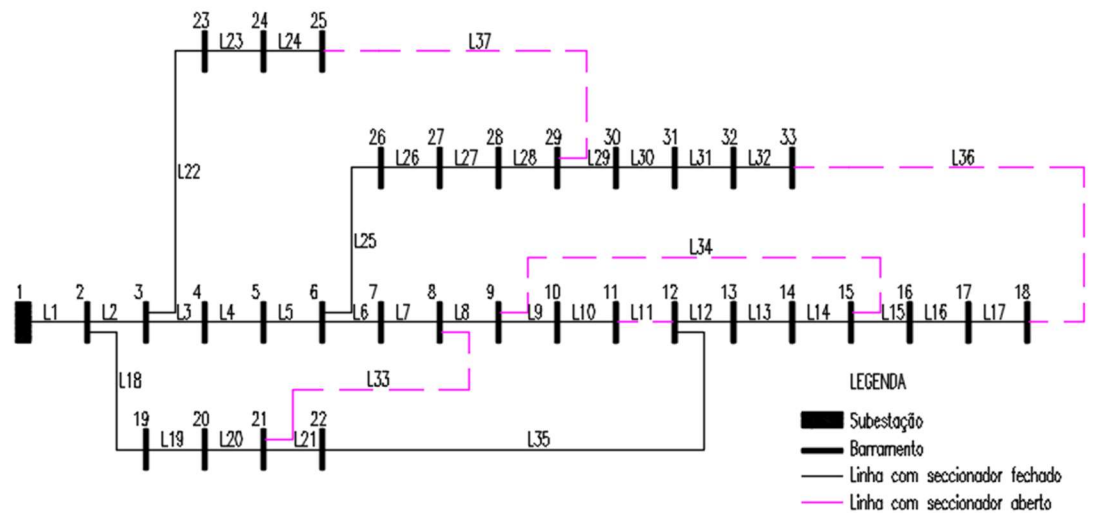 23 24 25
L23 L24 L37
L22
26 27 28 29 30 31 32 33
L26 L27 L28 L29 L30 L31 L32 L36
L25 L34
1 2 3 4 5 6 7 8 9 10 11 12 13 14 15 16 17 18
L1 L2 L3 L4 L5 L6 L7 L8 L9 L10 L11 L12 L13 L14 L15 L16 L17
L18 L33
19 20 21 22
L19 L20 L21 L35
LEGENDA
Subestação
Barramento
Linha com seccionador fechado
Linha com seccionador aberto